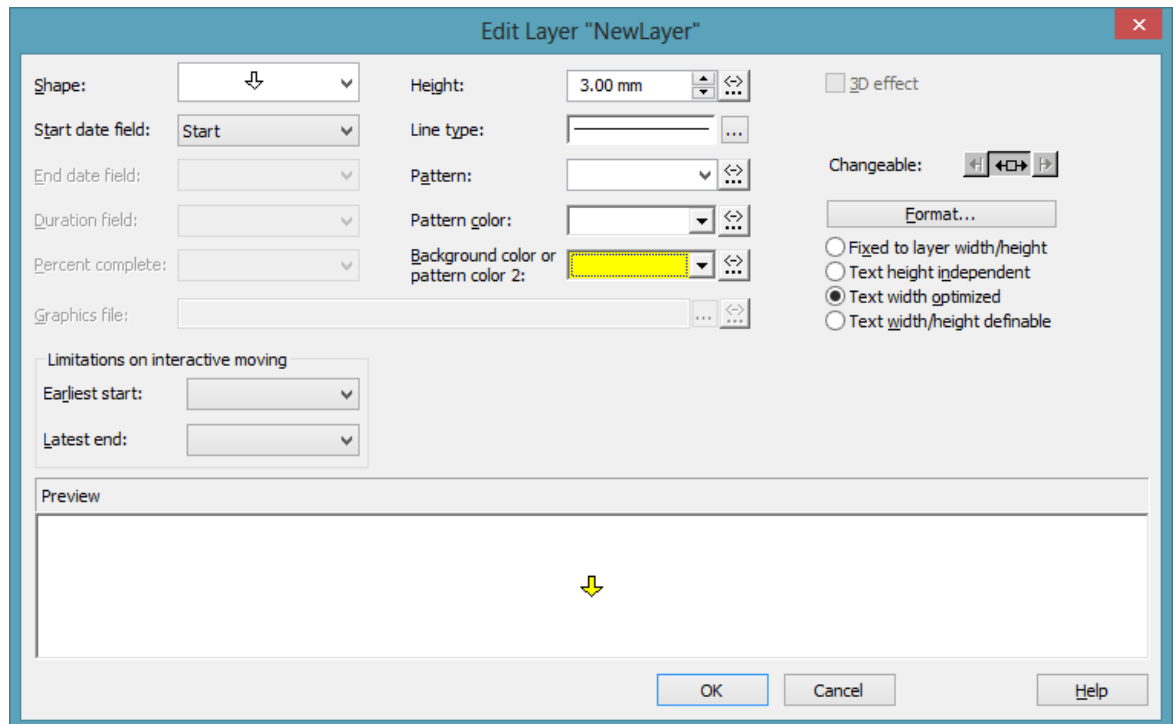 Edit Layer "NewLayer"
Shape:
Height:
3.00 mm
3D effect
Start date field:
Start
Line type:
...
End date field:
Pattern:
Changeable:
Duration field:
Pattern color:
Format...
Percent complete:
Background color or
pattern color 2:
Fixed to layer width/height
Text height independent
Text width optimized
Text width/height definable
Graphics file:
...
Limitations on interactive moving
Earliest start:
Latest end:
Preview
OK
Cancel
Help